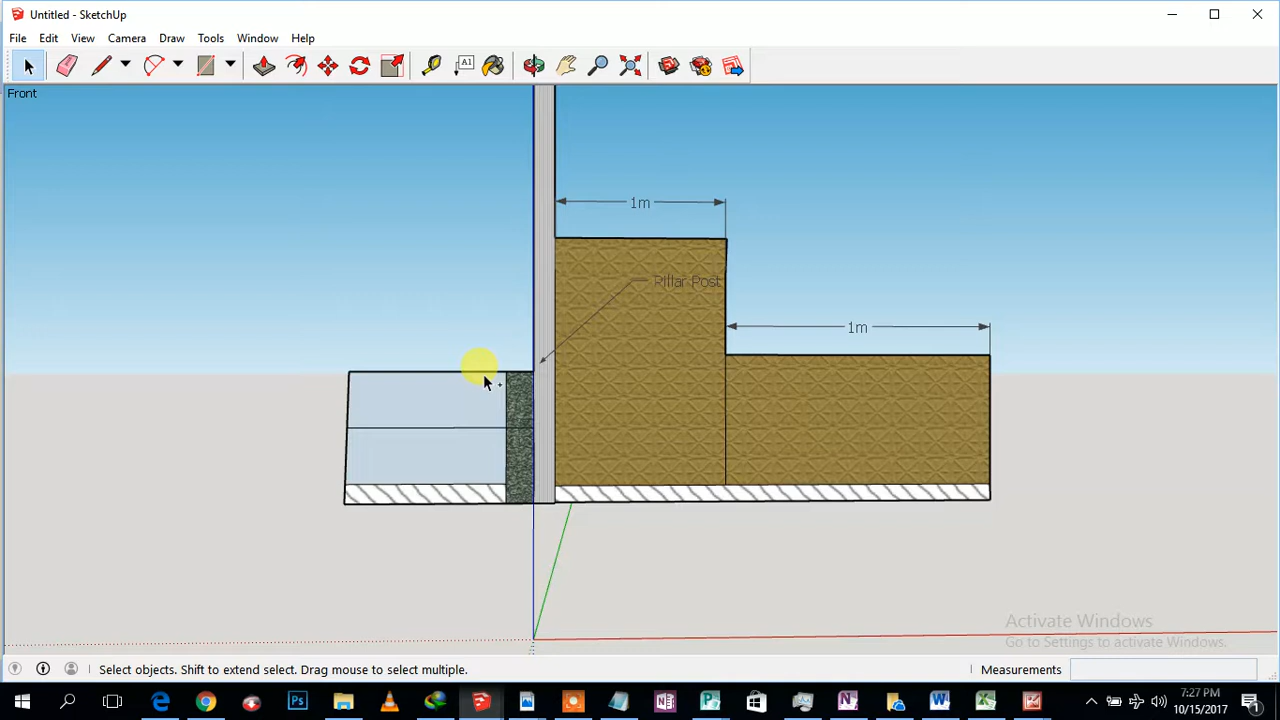 Untitled - SketchUp
File Edit View Camera Draw Tools Window Help
A1
Front
1m
Pillar Post
1m
Activate Windows
Go to Settings to activate Windows.
Select objects. Shift to extend select. Drag mouse to select multiple.
Measurements
7:27 PM
10/15/2017